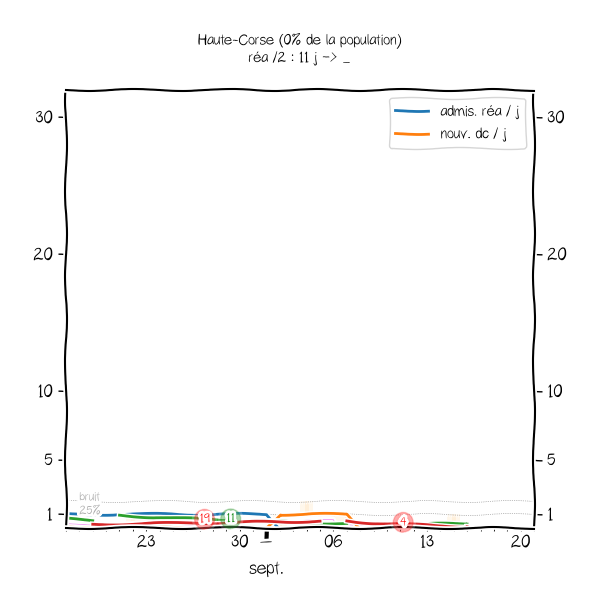 Haute-Corse (0% de la population)
réa /2 : 11 j -> _
admis. réa / j
nouv. dc / j
30 30
20 20
10 10
5 5
bruit
25%
1 19 11 4 1
23 30 06 13 20
sept.